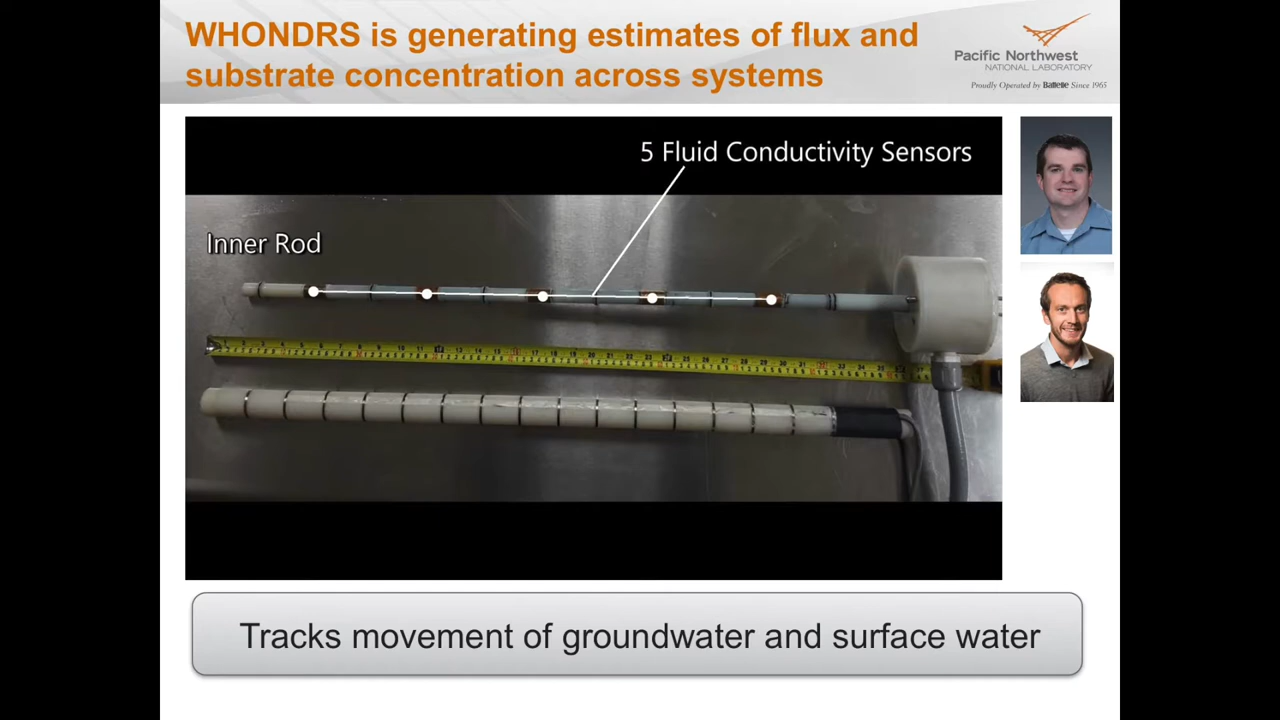 WHONDRS is generating estimates of flux and
substrate concentration across systems
Pacific Northwest
NATIONAL LABORATORY
Proudly Operated by Battelle Since 1965
5 Fluid Conductivity Sensors
Inner Rod
Tracks movement of groundwater and surface water